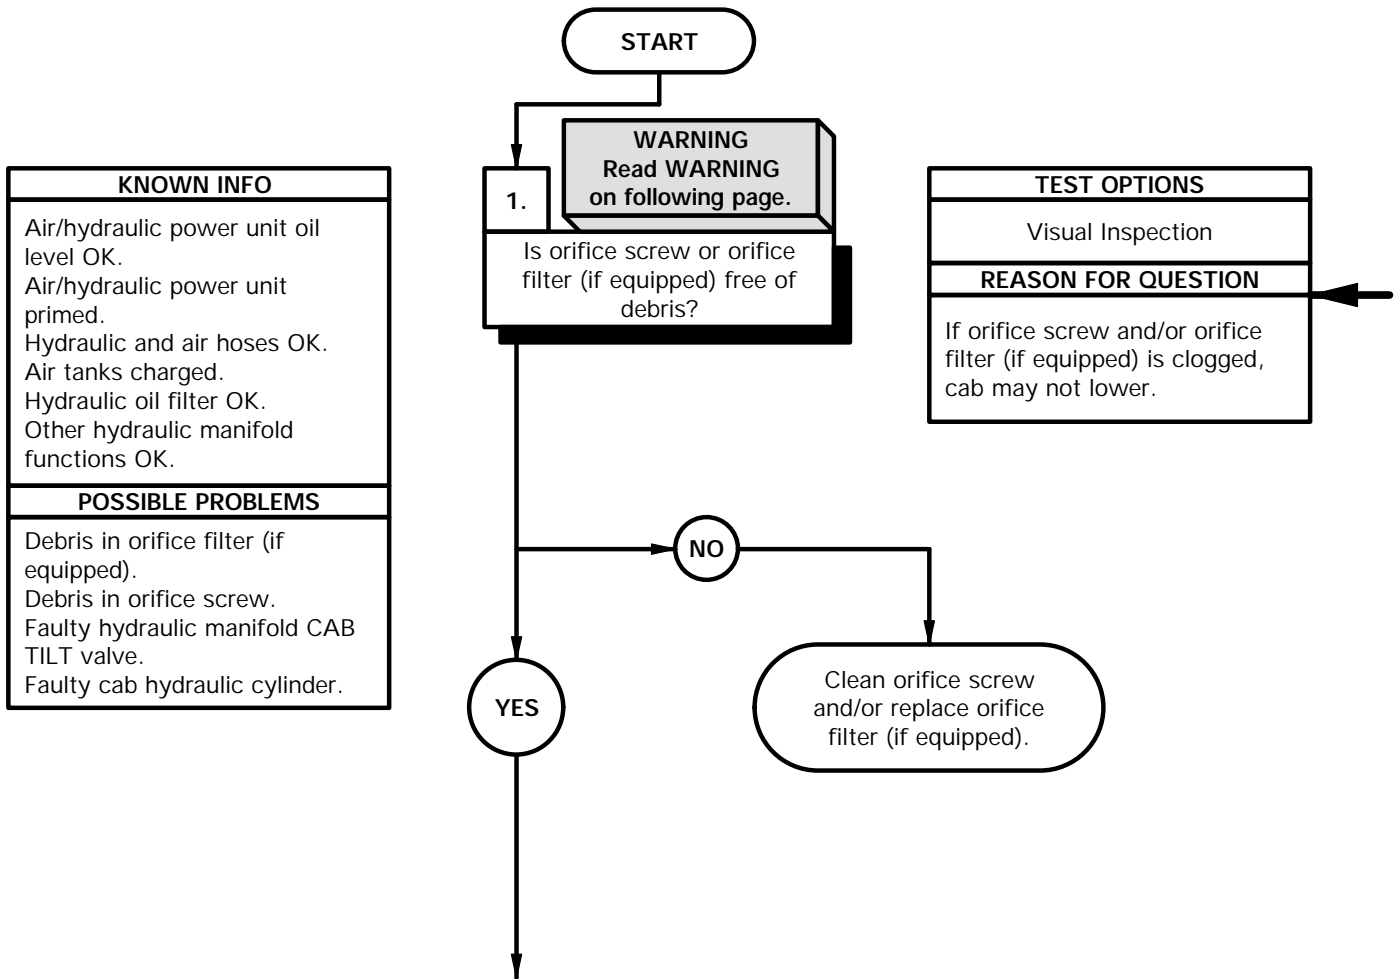 START
WARNING
Read WARNING
on following page.
1.
Is orifice screw or orifice
filter (if equipped) free of
debris?
KNOWN INFO
Air/hydraulic power unit oil
level OK.
Air/hydraulic power unit
primed.
Hydraulic and air hoses OK.
Air tanks charged.
Hydraulic oil filter OK.
Other hydraulic manifold
functions OK.
POSSIBLE PROBLEMS
Debris in orifice filter (if
equipped).
Debris in orifice screw.
Faulty hydraulic manifold CAB
TILT valve.
Faulty cab hydraulic cylinder.
TEST OPTIONS
Visual Inspection
REASON FOR QUESTION
If orifice screw and/or orifice
filter (if equipped) is clogged,
cab may not lower.
NO
YES
Clean orifice screw
and/or replace orifice
filter (if equipped).